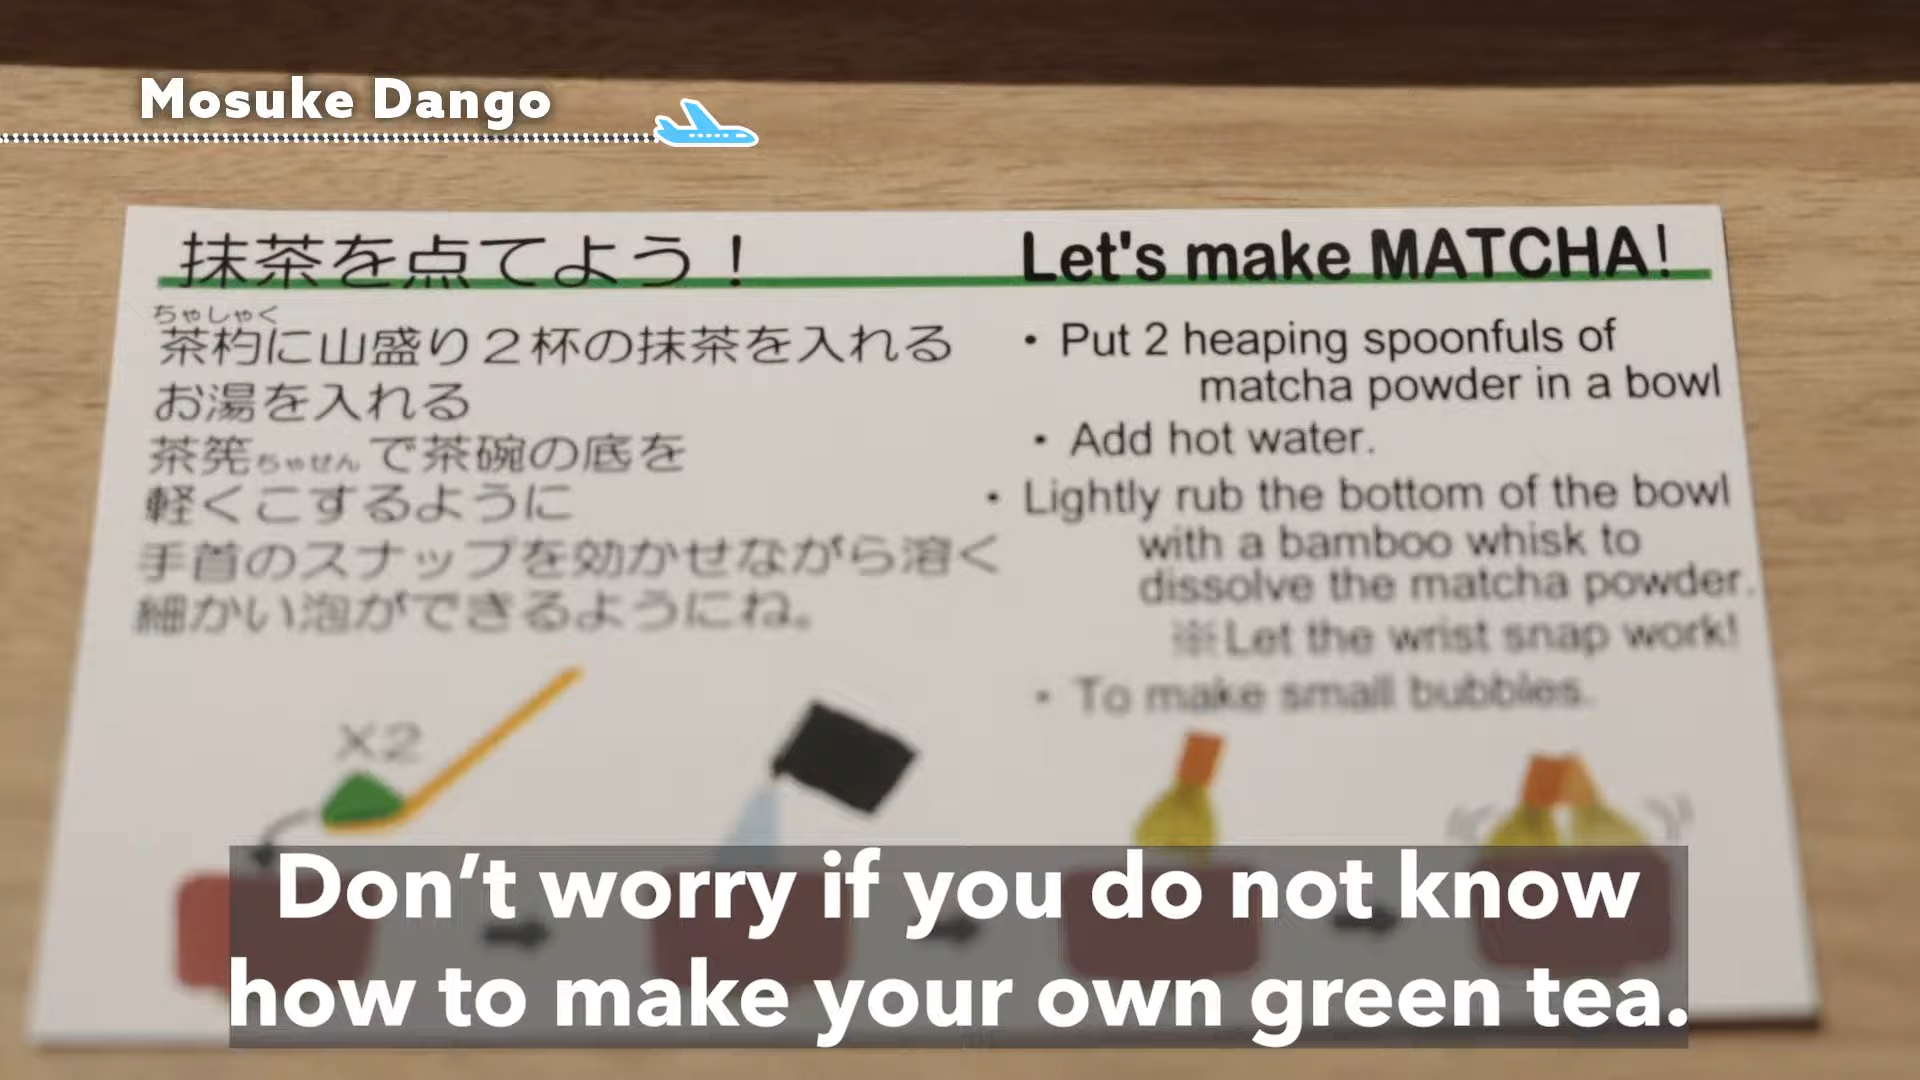 Mosuke Dango
抹茶を点てよう！
ちゃしゃく
茶杓に山盛り２杯の抹茶を入れる
お湯を入れる
茶筅ちゃせんで茶碗の底を
軽くこするように
手首のスナップを効かせながら溶く
細かい泡ができるようにね。
Let's make MATCHA!
・Put 2 heaping spoonfuls of
matcha powder in a bowl
・Add hot water.
・Lightly rub the bottom of the bowl
with a bamboo whisk to
dissolve the matcha powder.
※Let the wrist snap work!
・To make small bubbles.
X2
Don’t worry if you do not know
how to make your own green tea.